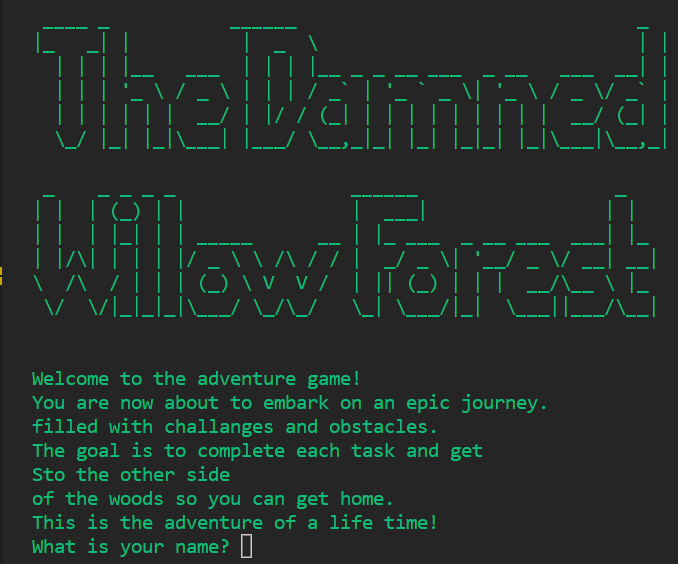 The Damned
Willow Forest
Welcome to the adventure game!
You are now about to embark on an epic journey.
filled with challanges and obstacles.
The goal is to complete each task and get
Sto the other side
of the woods so you can get home.
This is the adventure of a life time!
What is your name?